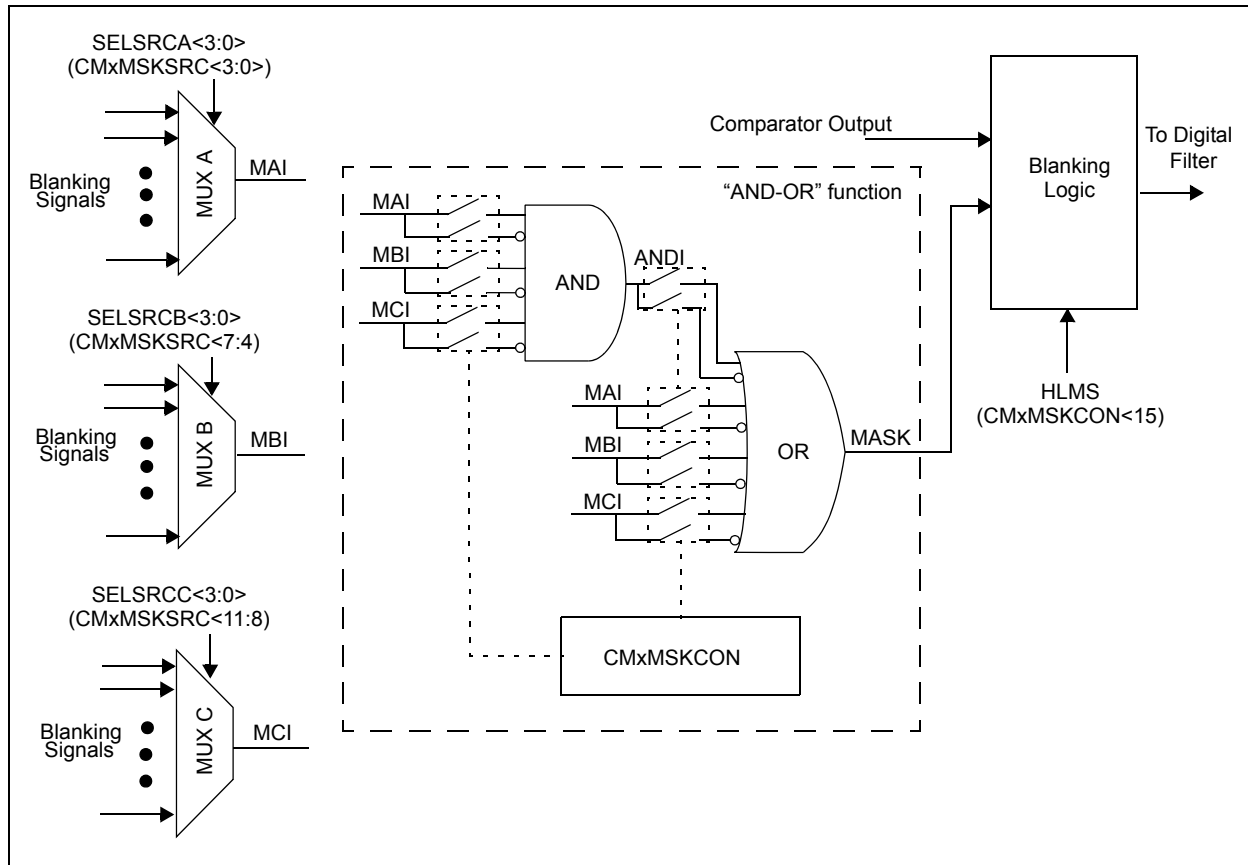 SELSRCA<3:0>
(CMxMSKSRC<3:0>)
Blanking
Signals
MUX A
MAI
SELSRCB<3:0>
(CMxMSKSRC<7:4)
Blanking
Signals
MUX B
MBI
SELSRCC<3:0>
(CMxMSKSRC<11:8)
Blanking
Signals
MUX C
MCI
“AND-OR” function
MAI
MBI
MCI
AND
ANDI
MAI
MBI
MCI
OR
MASK
CMxMSKCON
Comparator Output
Blanking
Logic
To Digital
Filter
HLMS
(CMxMSKCON<15)